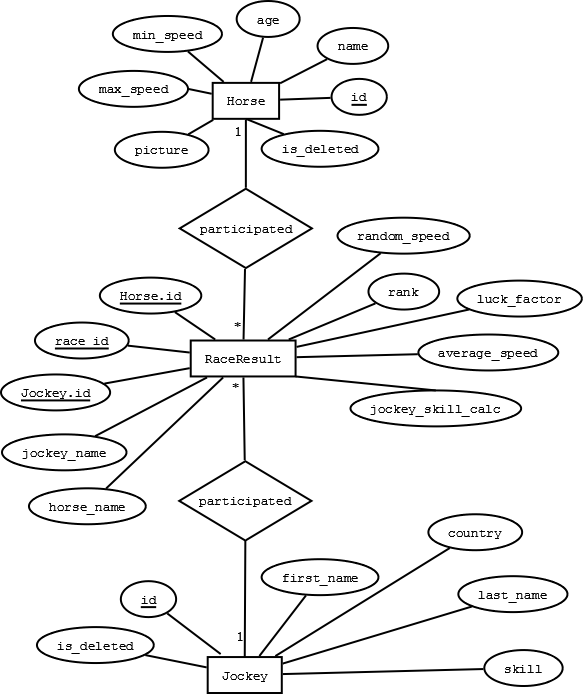 age
min_speed
name
max_speed
Horse
id
1
picture
is_deleted
participated
random_speed
Horse.id
rank
luck_factor
*
race_id
RaceResult
average_speed
*
Jockey.id
jockey_skill_calc
jockey_name
participated
horse_name
country
first_name
id
last_name
1
is_deleted
Jockey
skill